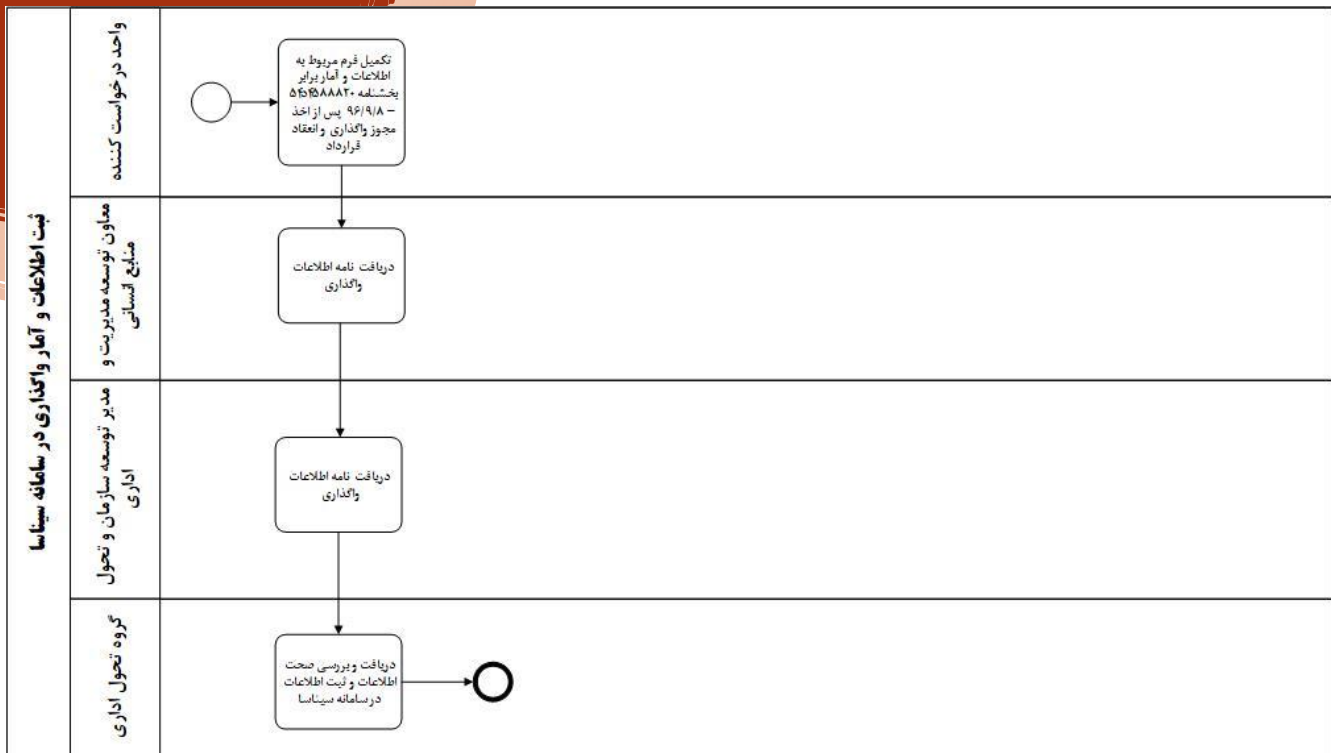 ثبت اطلاعات و آمار واگذاری در سامانه سیناسا
واحد درخواست کننده
تکمیل فرم مربوط به
اطلاعات و آمار برابر
بخشنامه
– ۹۶/۹/۸ پس از اخذ
مجوز واگذاری و انعقاد
قرارداد
معاون توسعه مدیریت و
منابع انسانی
دریافت نامه اطلاعات
واگذاری
مدیر توسعه سازمان و تحول
اداری
دریافت نامه اطلاعات
واگذاری
گروه تحول اداری
دریافت و بررسی صحت
اطلاعات و ثبت اطلاعات
در سامانه سیناسا